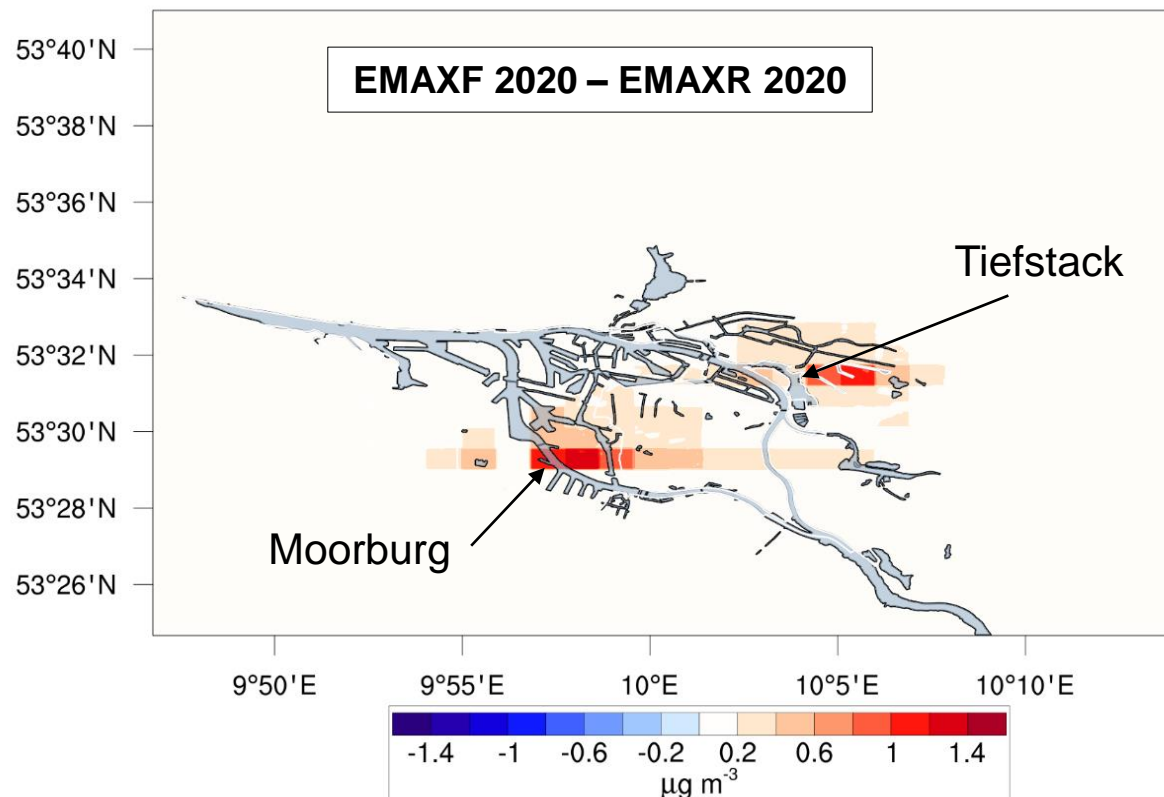 53°40'N
EMAXF 2020 – EMAXR 2020
53°38'N
53°36'N
53°34'N
Tiefstack
53°32'N
53°30'N
53°28'N
Moorburg
53°26'N
9°50'E 9°55'E 10°E 10°5'E 10°10'E
-1.4 -1 -0.6 -0.2 0.2 0.6 1 1.4
µg m⁻³